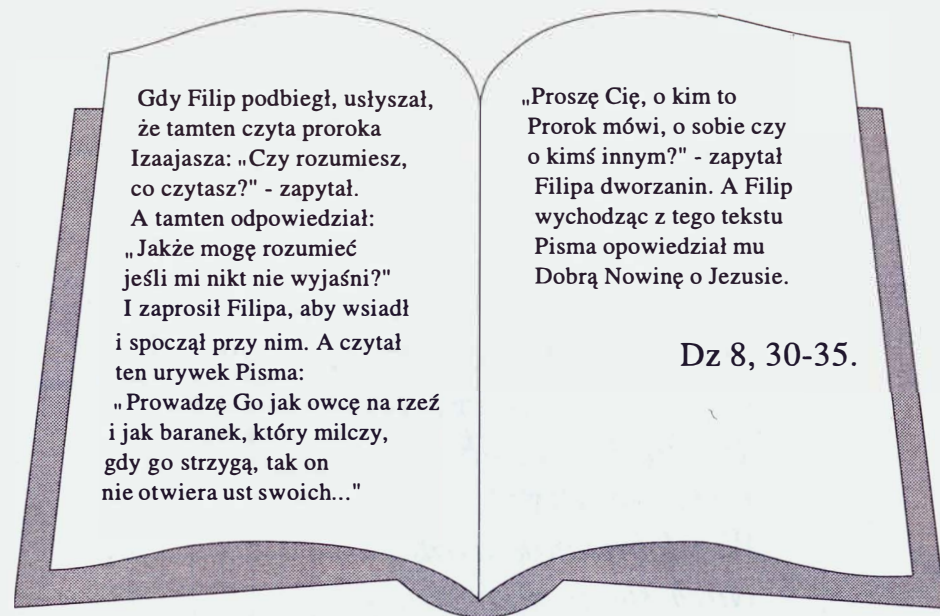 Gdy Filip podbiegł, usłyszał,
że tamten czyta proroka
Izaajasza: „Czy rozumiesz,
co czytasz?" - zapytał.
A tamten odpowiedział:
„Jakże mogę rozumieć
jeśli mi nikt nie wyjaśni?"
I zaprosił Filipa, aby wsiadł
i spoczął przy nim. A czytał
ten urywek Pisma:
„Prowadzę Go jak owcę na rzeź
i jak baranek, który milczy,
gdy go strzygą, tak on
nie otwiera ust swoich..."
„Proszę Cię, o kim to
Prorok mówi, o sobie czy
o kimś innym?" - zapytał
Filipa dworzanin. A Filip
wychodząc z tego tekstu
Pisma opowiedział mu
Dobrą Nowinę o Jezusie.
Dz 8, 30-35.